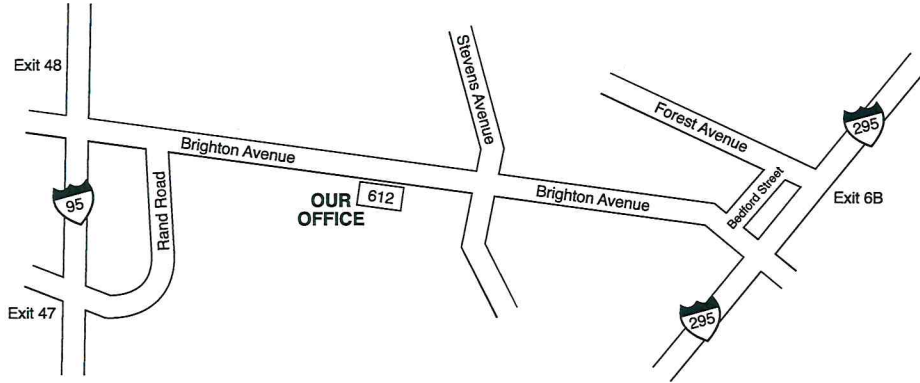 Exit 48
Stevens Avenue
Forest Avenue
295
Brighton Avenue
Bedford Street
95
Rand Road
OUR
OFFICE
612
Brighton Avenue
Exit 6B
Exit 47
295